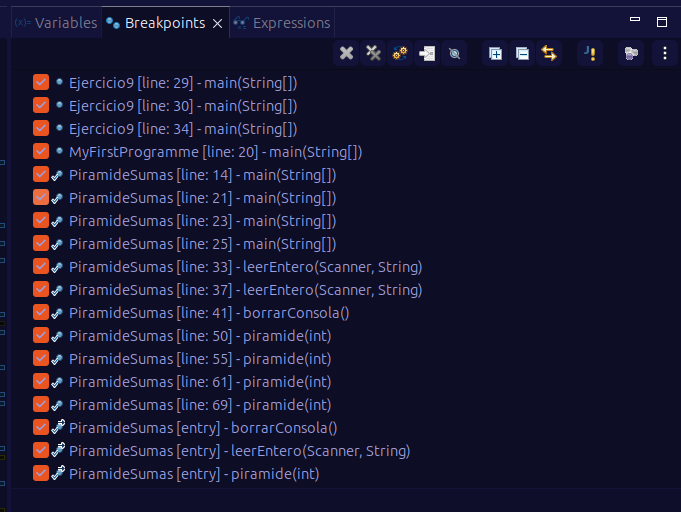 Variables Breakpoints Expressions
Ejercicio9 [line: 29] - main(String[])
Ejercicio9 [line: 30] - main(String[])
Ejercicio9 [line: 34] - main(String[])
MyFirstProgramme [line: 20] - main(String[])
PiramideSumas [line: 14] - main(String[])
PiramideSumas [line: 21] - main(String[])
PiramideSumas [line: 23] - main(String[])
PiramideSumas [line: 25] - main(String[])
PiramideSumas [line: 33] - leerEntero(Scanner, String)
PiramideSumas [line: 37] - leerEntero(Scanner, String)
PiramideSumas [line: 41] - borrarConsola()
PiramideSumas [line: 50] - piramide(int)
PiramideSumas [line: 55] - piramide(int)
PiramideSumas [line: 61] - piramide(int)
PiramideSumas [line: 69] - piramide(int)
PiramideSumas [entry] - borrarConsola()
PiramideSumas [entry] - leerEntero(Scanner, String)
PiramideSumas [entry] - piramide(int)